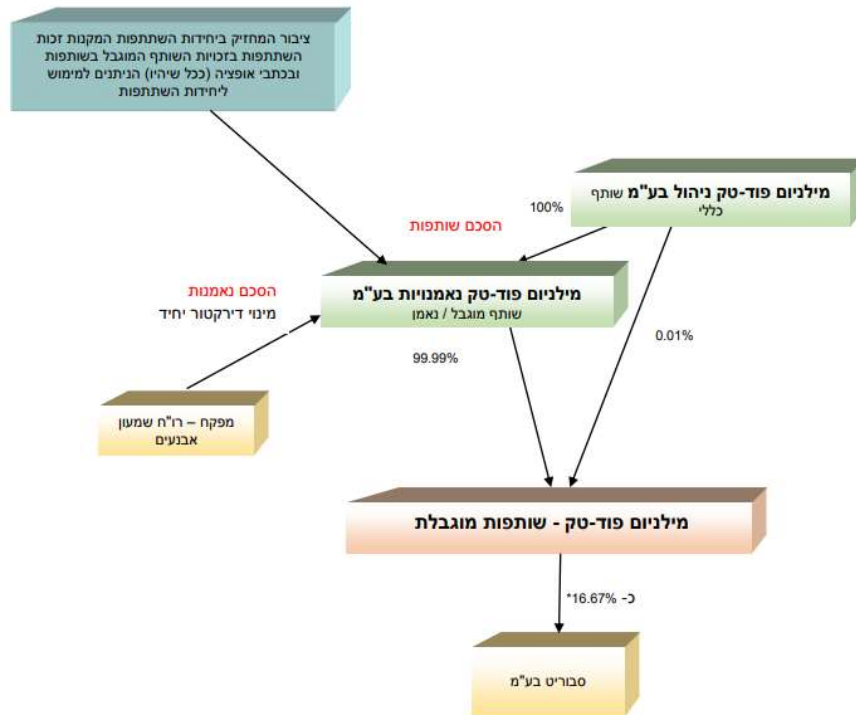 ציבור המחזיק ביחידות השתתפות המקנות זכות
השתתפות בזכויות השותף המוגבל בשותפות
ובכתבי אופציה (ככל שיהיו) הניתנים למימוש
ליחידות השתתפות
מילניום פוד-טק ניהול בע"מ שותף
כללי
100%
הסכם שותפות
מילניום פוד-טק נאמנויות בע"מ
שותף מוגבל / נאמן
הסכם נאמנות
מינוי דירקטור יחיד
0.01%
99.99%
מפקח – רו"ח שמעון
אבנעים
מילניום פוד-טק - שותפות מוגבלת
כ- 16.67%*
סבוריט בע"מ